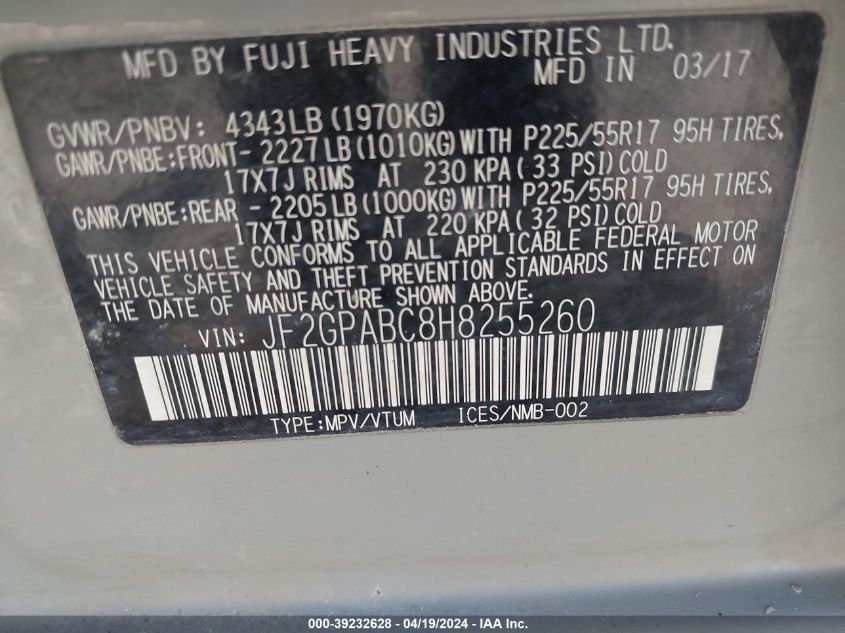 MFD BY FUJI HEAVY INDUSTRIES LTD.
MFD IN 03/17
GVWR/PNBV: 4343LB(1970KG)
GAWR/PNBE:FRONT- 2227LB(1010KG)WITH P225/55R17 95H TIRES,
17X7J RIMS AT 230 KPA(33 PSI)COLD
GAWR/PNBE:REAR - 2205LB(1000KG)WITH P225/55R17 95H TIRES,
17X7J RIMS AT 220 KPA(32 PSI)COLD
THIS VEHICLE CONFORMS TO ALL APPLICABLE FEDERAL MOTOR
VEHICLE SAFETY AND THEFT PREVENTION STANDARDS IN EFFECT ON
THE DATE OF MANUFACTURE SHOWN ABOVE.
VIN: JF2GPABC8H8255260
TYPE:MPV/VTUM ICES/NMB-002
000-39232628 - 04/19/2024 - IAA Inc.